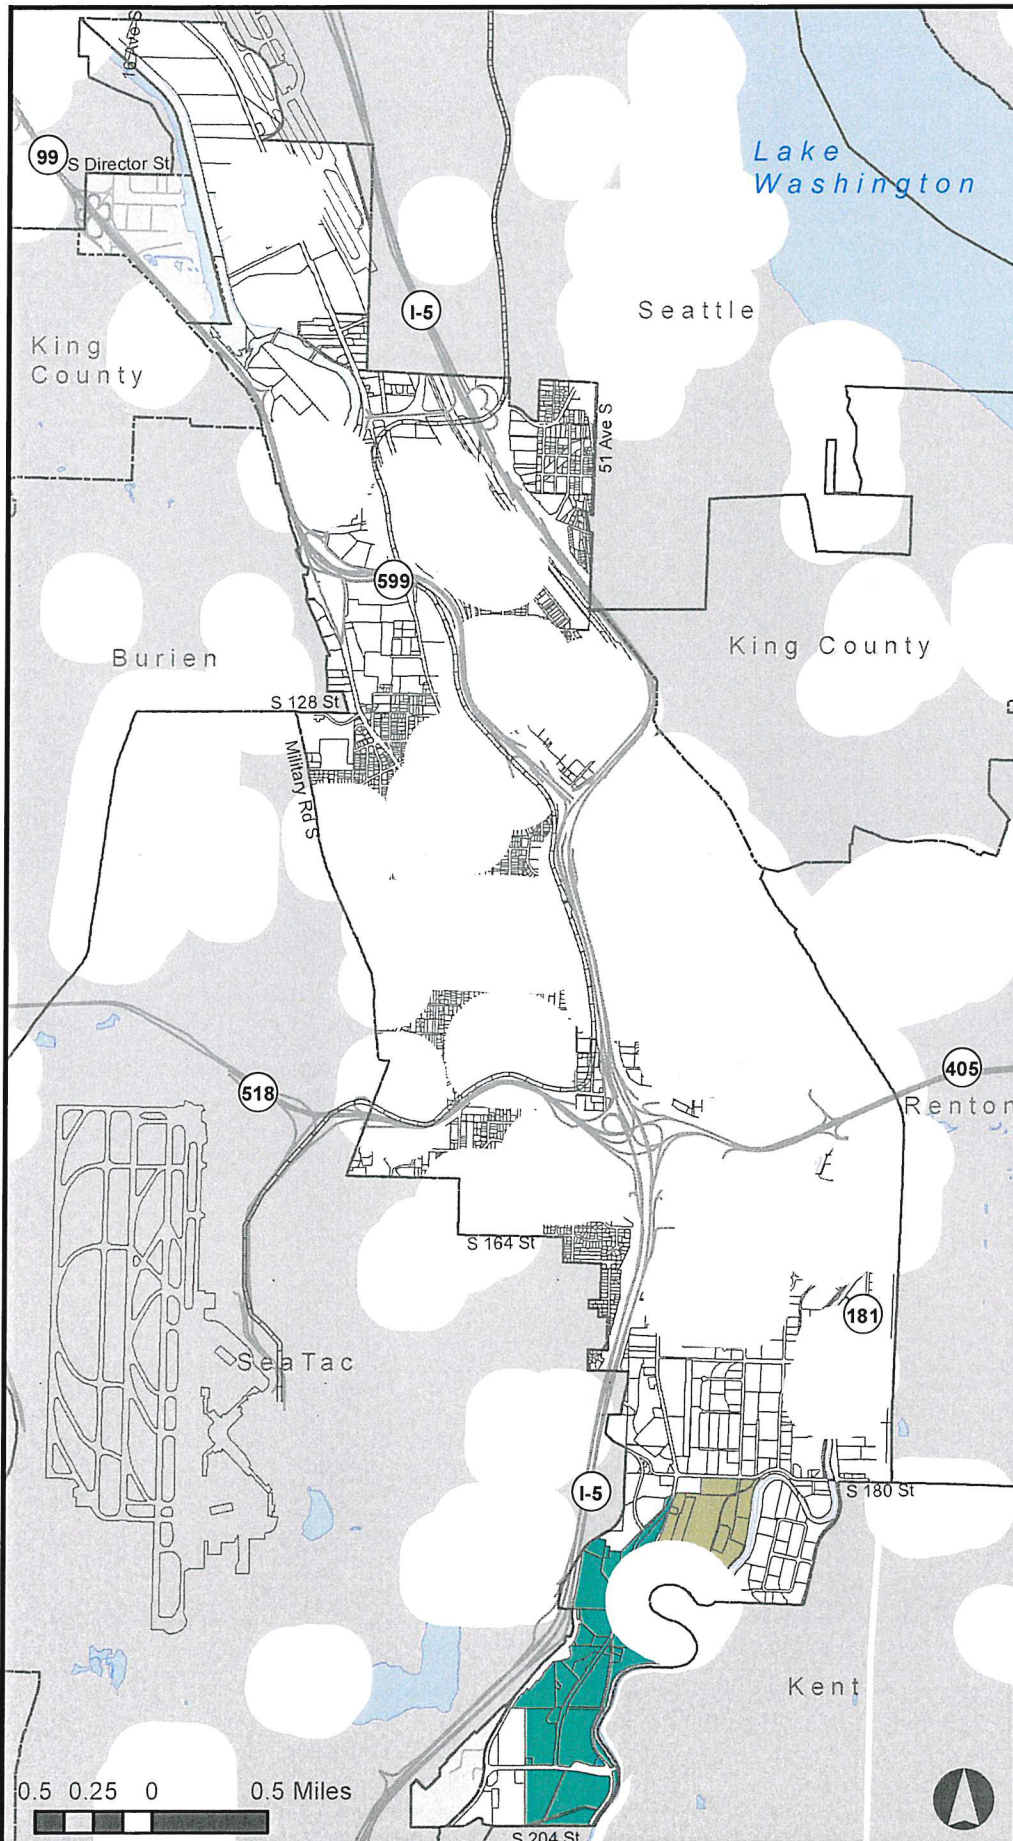 16 Ave S
99
S Director St
Lake
Washington
I-5
Seattle
King
County
51 Ave S
599
King County
Burien
S 128 St
Military Rd S
518
405
Renton
S 164 St
181
SeaTac
I-5
S 180 St
Kent
0.5 0.25 0 0.5 Miles
S 204 St